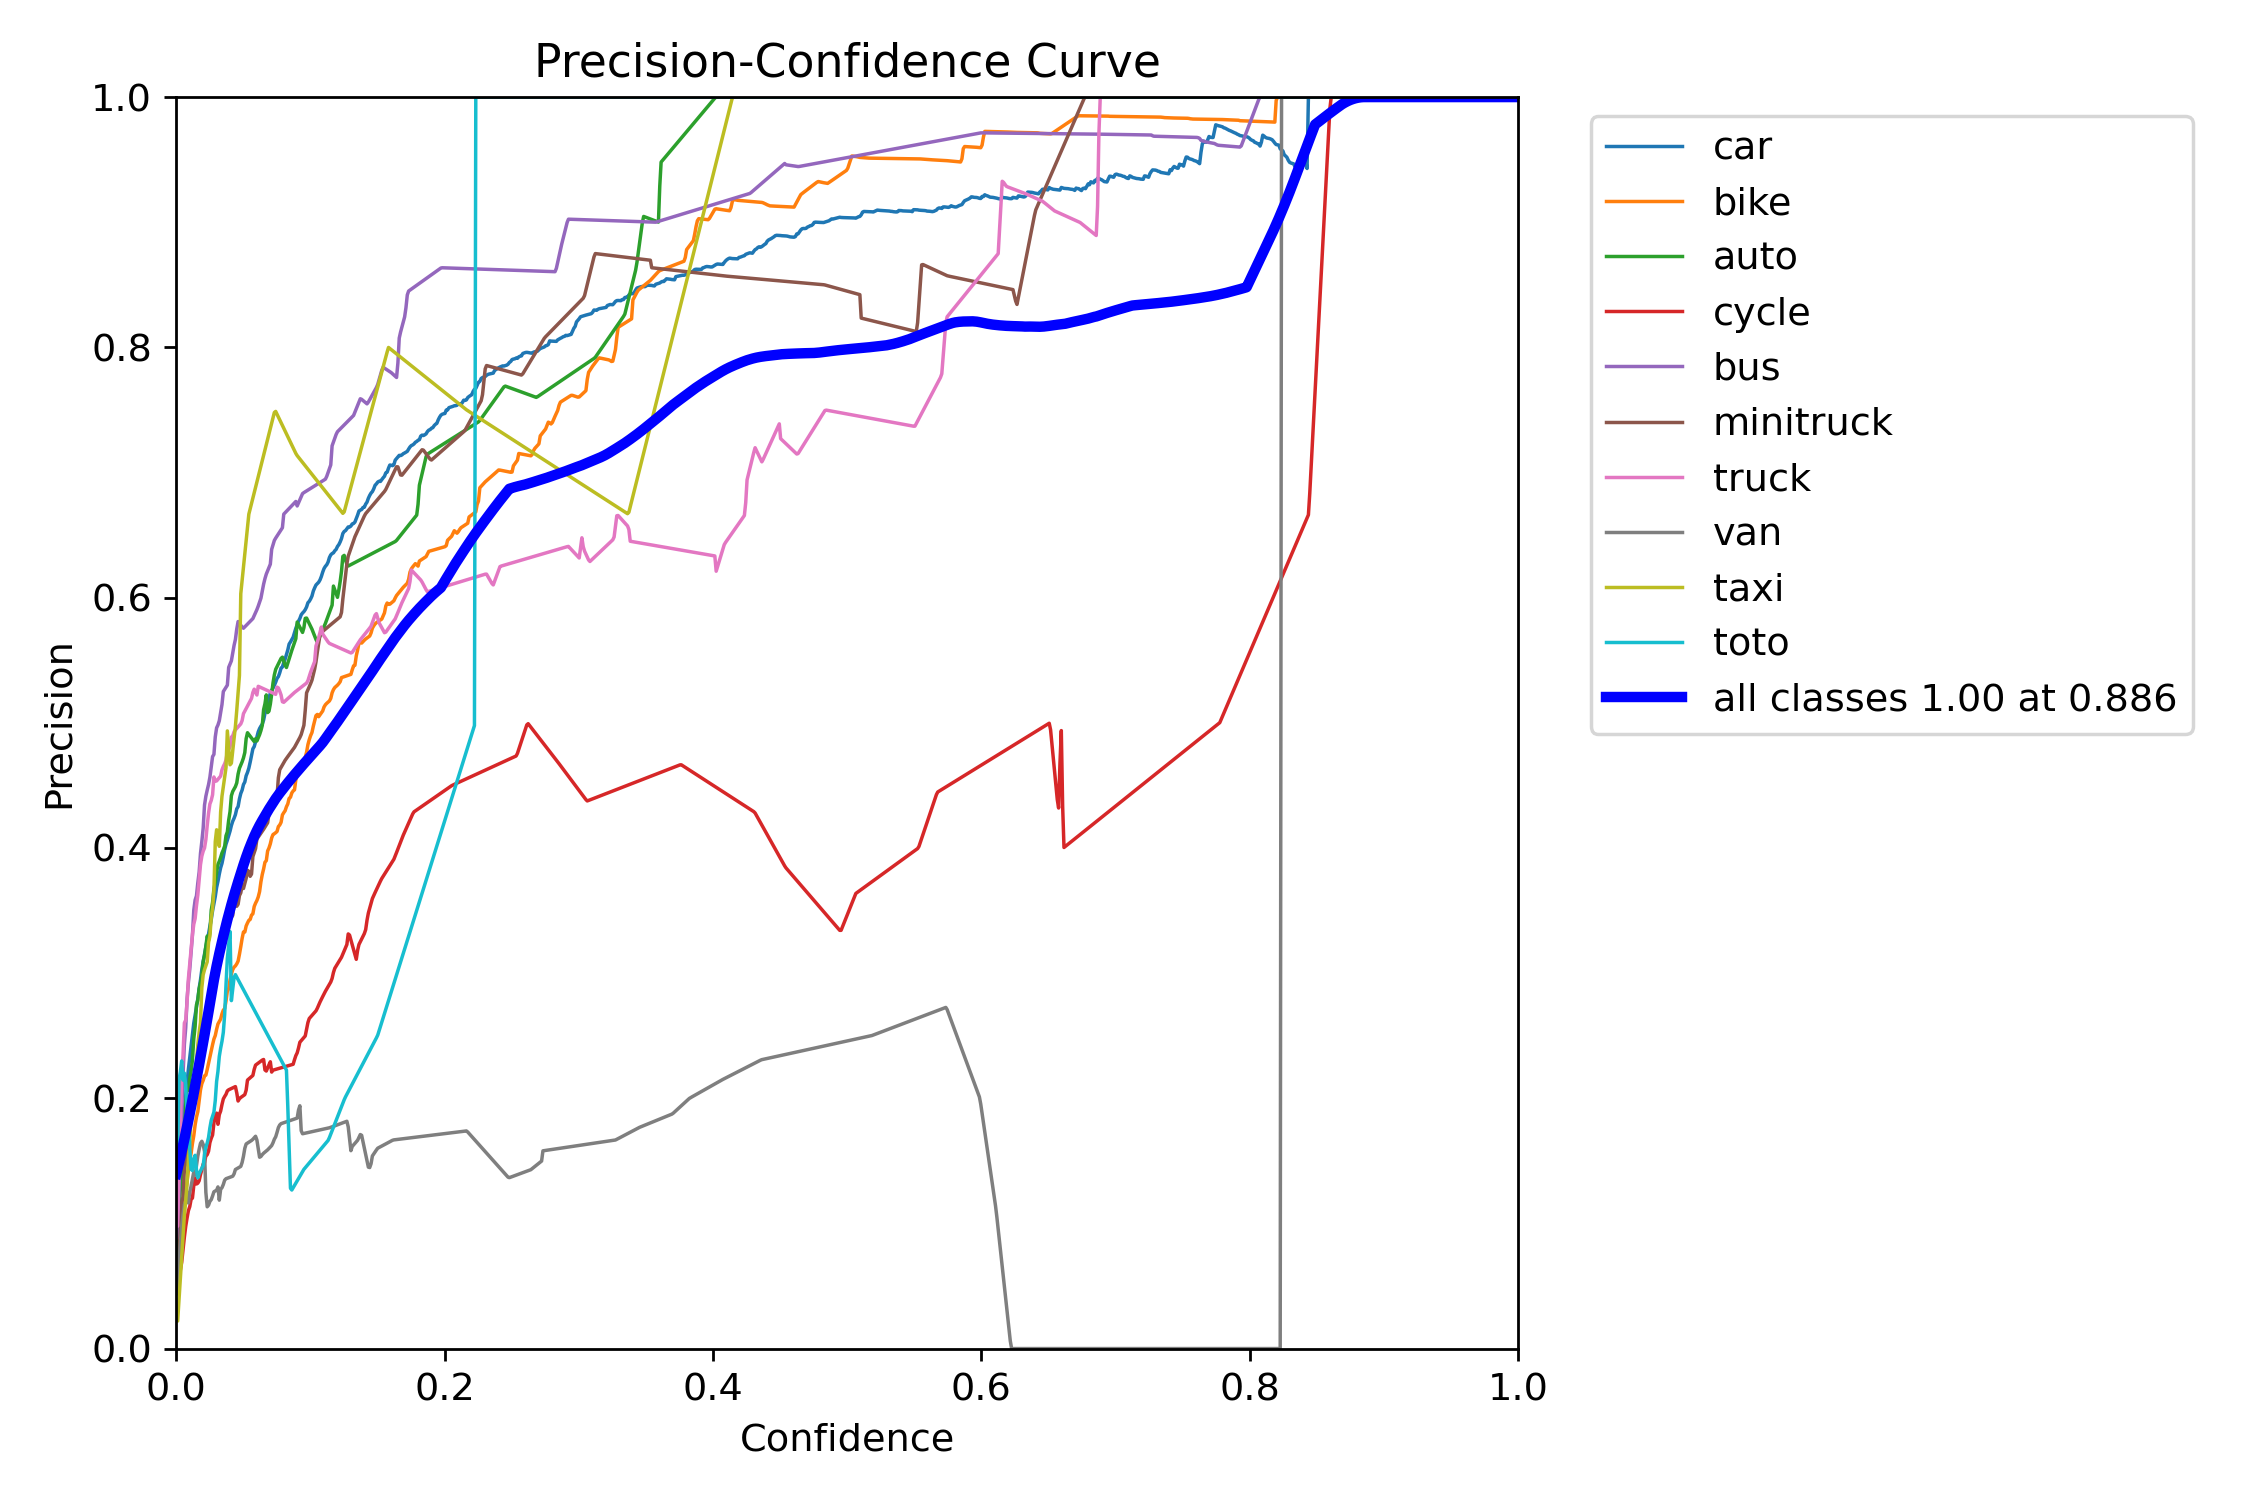 Precision-Confidence Curve
1.0
0.8
0.6
0.4
0.2
0.0
Precision
0.0 0.2 0.4 0.6 0.8 1.0
Confidence
car
bike
auto
cycle
bus
minitruck
truck
van
taxi
toto
all classes 1.00 at 0.886